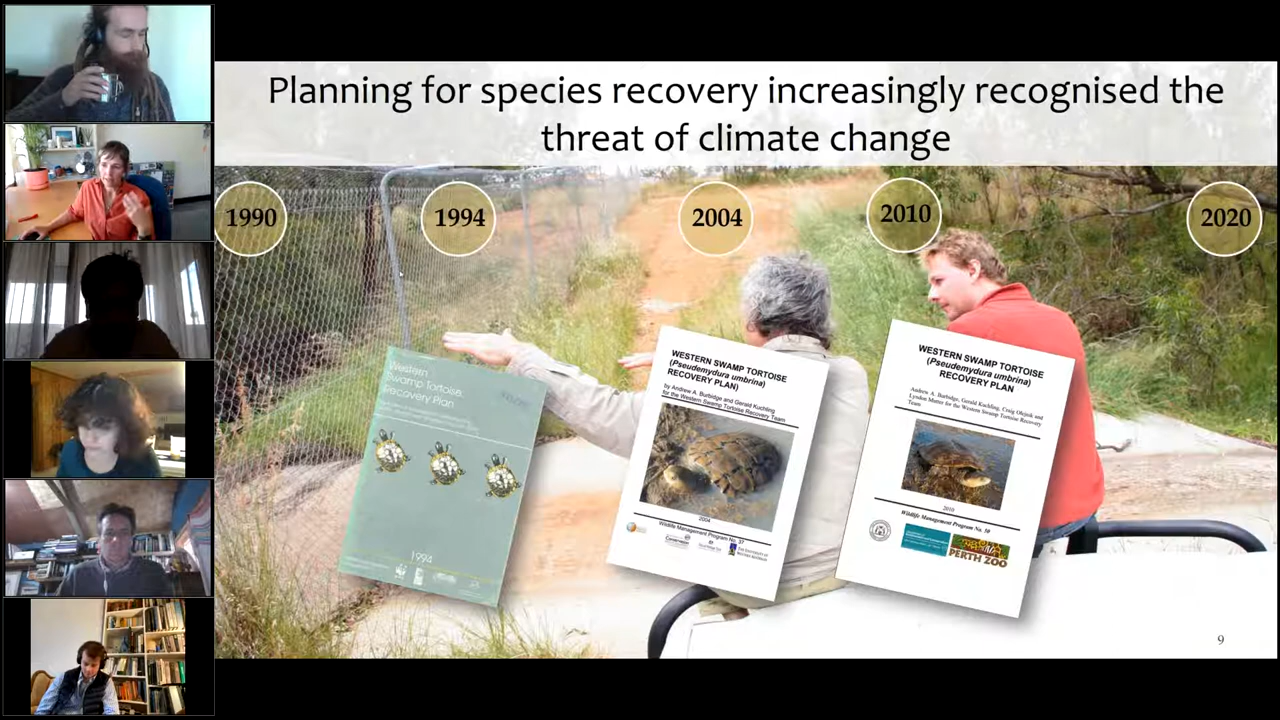 Planning for species recovery increasingly recognised the
threat of climate change
1990
1994
2004
2010
2020
Western
Swamp Tortoise
Recovery Plan
1994
WESTERN SWAMP TORTOISE
(Pseudemydura umbrina)
RECOVERY PLAN)
by Andrew A. Burbidge and Gerald Kuchling
for the Western Swamp Tortoise Recovery Team
2004
Wildlife Management Program No. 37
WESTERN SWAMP TORTOISE
(Pseudemydura umbrina)
RECOVERY PLAN
Andrew A. Burbidge, Gerald Kuchling, Craig Olejnik and
Lyndon Mutter for the Western Swamp Tortoise Recovery
Team
2010
Wildlife Management Program No. 50
PERTH ZOO
9